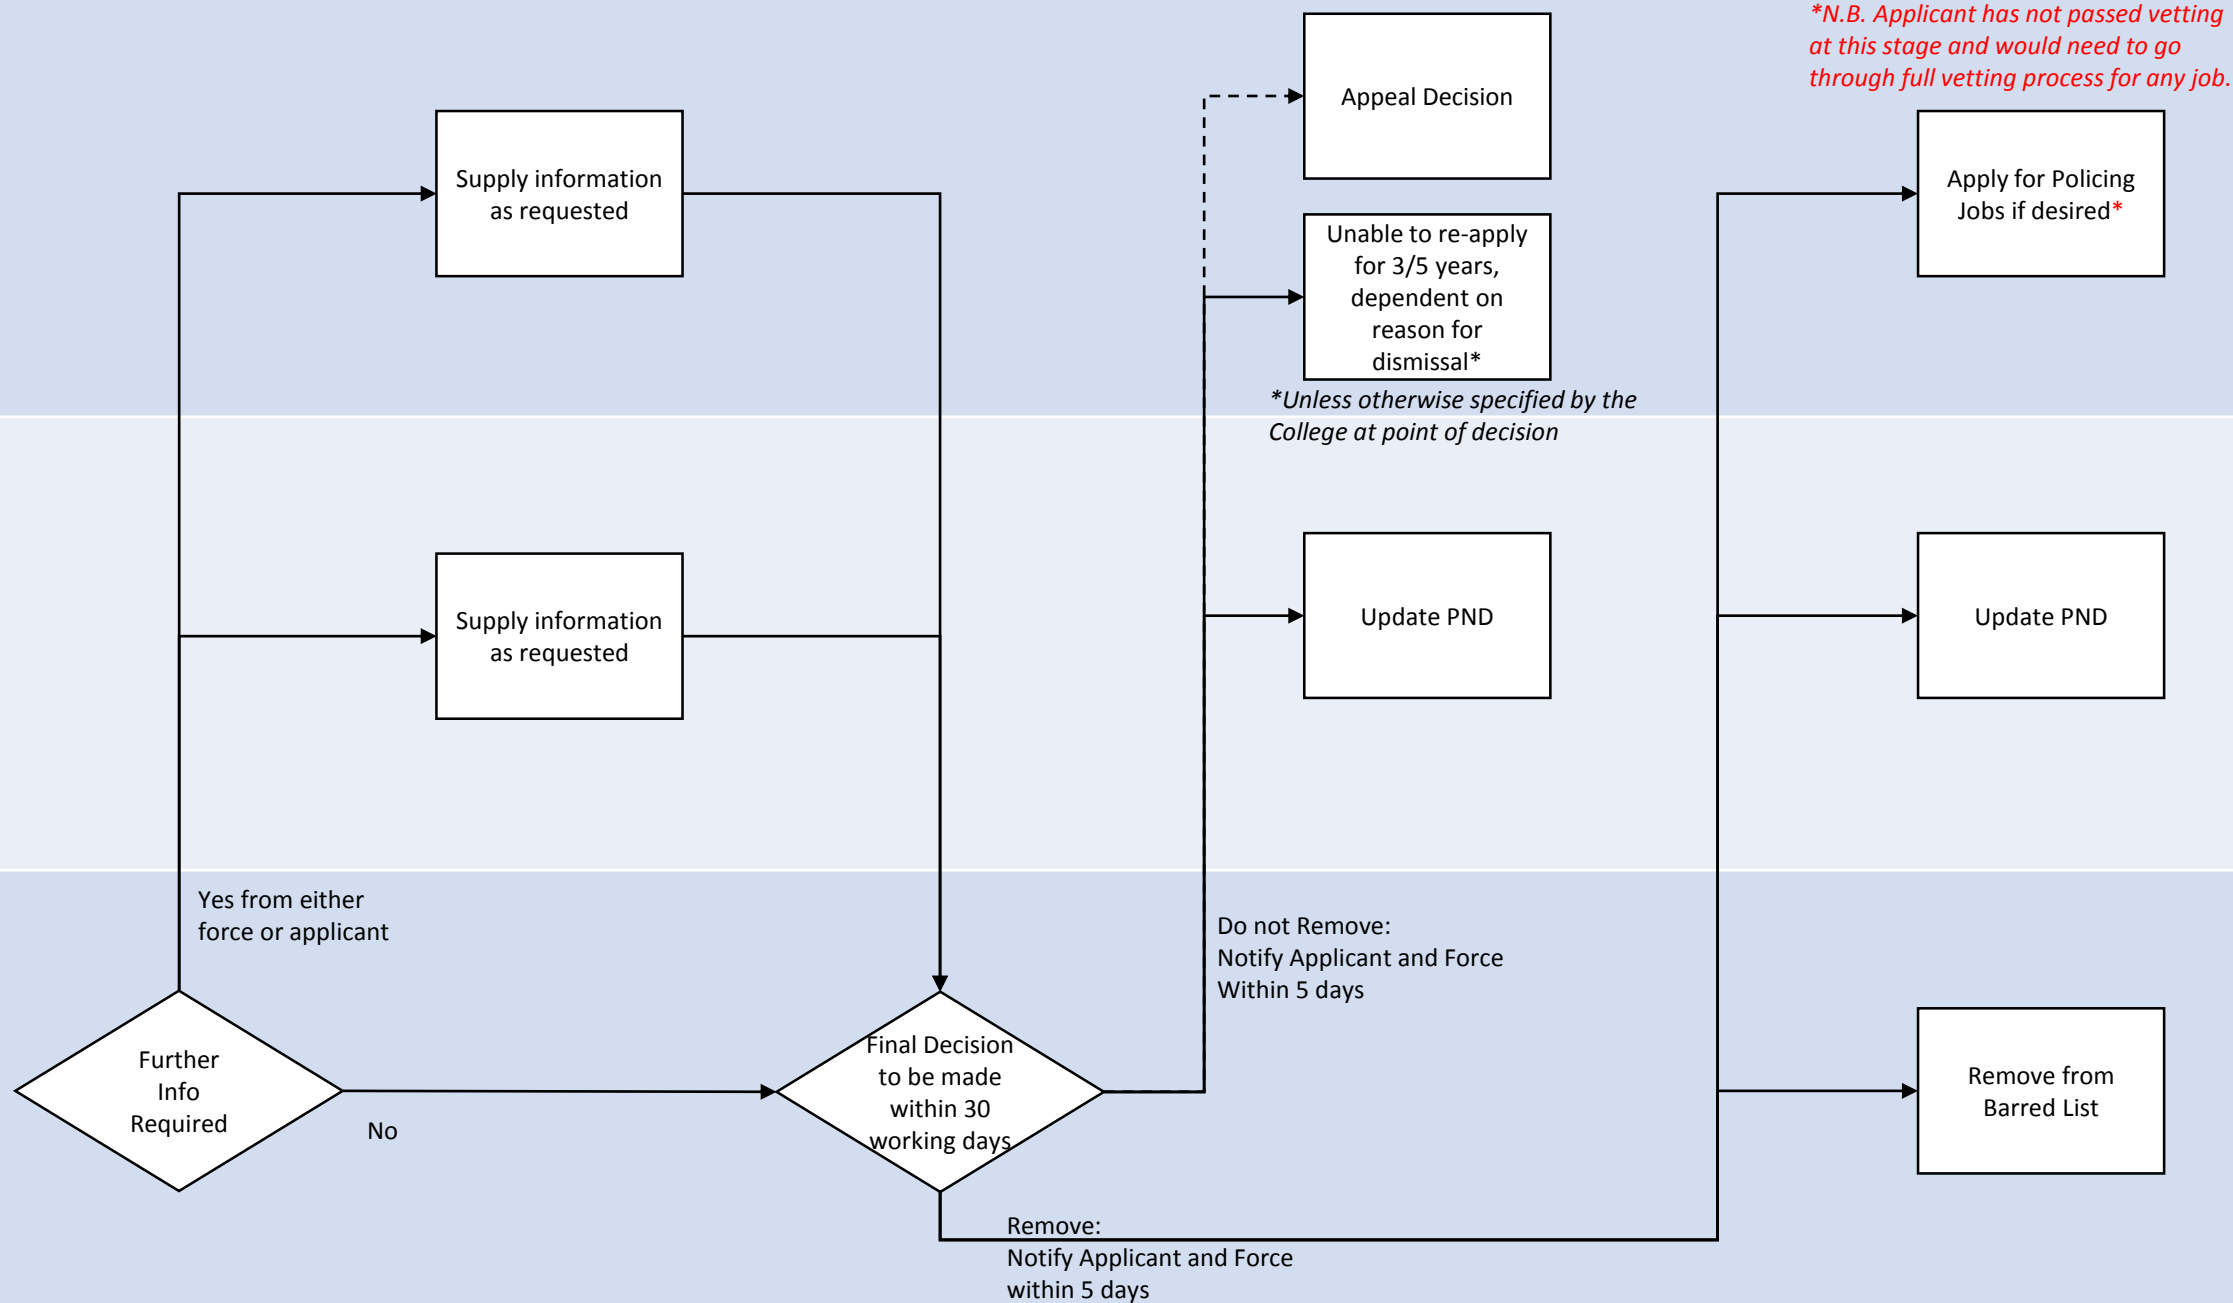 *N.B. Applicant has not passed vetting
at this stage and would need to go
through full vetting process for any job.
Appeal Decision
Supply information
as requested
Apply for Policing
Jobs if desired*
Unable to re-apply
for 3/5 years,
dependent on
reason for
dismissal*
*Unless otherwise specified by the
College at point of decision
Supply information
as requested
Update PND
Update PND
Yes from either
force or applicant
Do not Remove:
Notify Applicant and Force
Within 5 days
Further
Info
Required
No
Final Decision
to be made
within 30
working days
Remove from
Barred List
Remove:
Notify Applicant and Force
within 5 days